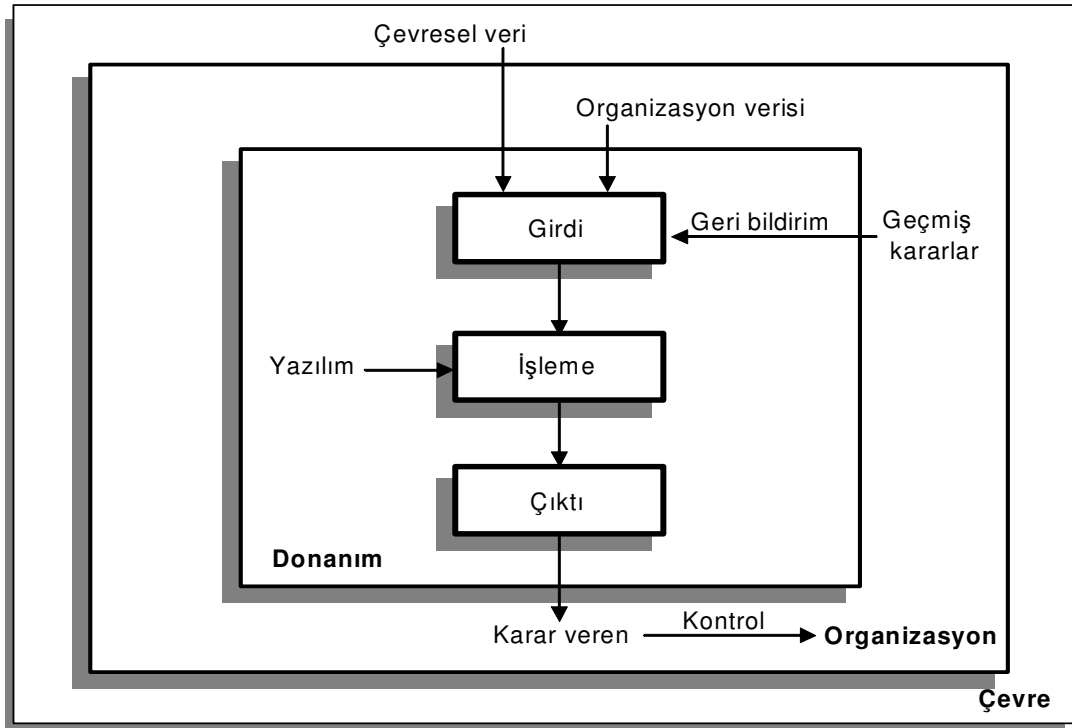 Çevresel veri
Organizasyon verisi
Girdi
Geri bildirim
Geçmiş
kararlar
Yazılım
İşleme
Çıktı
Donanım
Karar veren
Kontrol
Organizasyon
Çevre